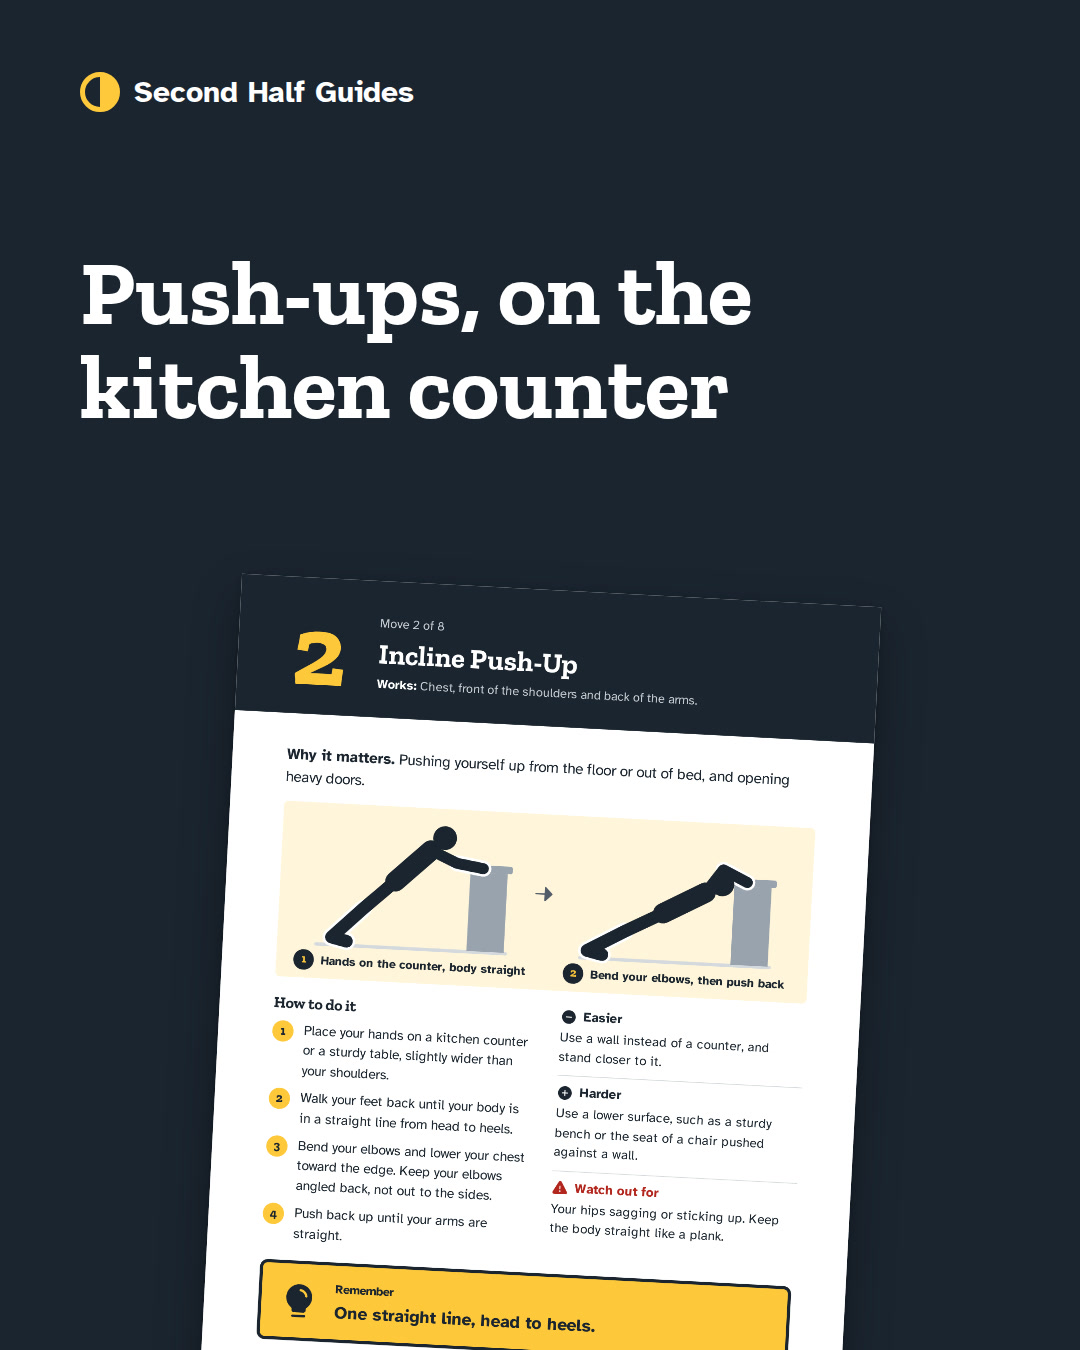 Second Half Guides
Push-ups, on the
kitchen counter
2
Move 2 of 8
Incline Push-Up
Works: Chest, front of the shoulders and back of the arms.
Why it matters. Pushing yourself up from the floor or out of bed, and opening
heavy doors.
1 Hands on the counter, body straight
2 Bend your elbows, then push back
How to do it
1 Place your hands on a kitchen counter
or a sturdy table, slightly wider than
your shoulders.
2 Walk your feet back until your body is
in a straight line from head to heels.
3 Bend your elbows and lower your chest
toward the edge. Keep your elbows
angled back, not out to the sides.
4 Push back up until your arms are
straight.
Easier
Use a wall instead of a counter, and
stand closer to it.
Harder
Use a lower surface, such as a sturdy
bench or the seat of a chair pushed
against a wall.
Watch out for
Your hips sagging or sticking up. Keep
the body straight like a plank.
Remember
One straight line, head to heels.